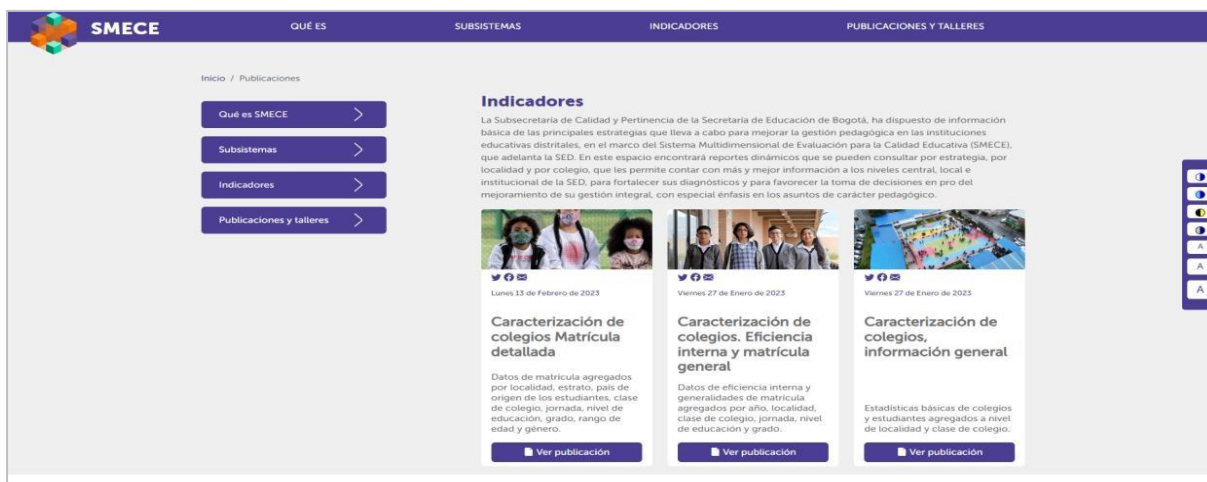 SMECE
QUÉ ES
SUBSISTEMAS
INDICADORES
PUBLICACIONES Y TALLERES
Inicio / Publicaciones
Qué es SMECE
Subsistemas
Indicadores
Publicaciones y talleres
Indicadores
La Subsecretaría de Calidad y Pertinencia de la Secretaría de Educación de Bogotá, ha dispuesto de información
básica de las principales estrategias que lleva a cabo para mejorar la gestión pedagógica en las instituciones
educativas distritales, en el marco del Sistema Multidimensional de Evaluación para la Calidad Educativa (SMECE),
que adelanta la SED. En este espacio encontrará reportes dinámicos que se pueden consultar por estrategia, por
localidad y por colegio, que les permite contar con más y mejor información a los niveles central, local e
institucional de la SED, para fortalecer sus diagnósticos y para favorecer la toma de decisiones en pro del
mejoramiento de su gestión integral, con especial énfasis en los asuntos de carácter pedagógico.
Lunes 13 de Febrero de 2023
Caracterización de
colegios Matrícula
detallada
Datos de matrícula agregados
por localidad, estrato, país de
origen de los estudiantes, clase
de colegio, jornada, nivel de
educación, grado, rango de
edad y género.
Ver publicación
Viernes 27 de Enero de 2023
Caracterización de
colegios. Eficiencia
interna y matrícula
general
Datos de eficiencia interna y
generalidades de matrícula
agregados por año, localidad,
clase de colegio, jornada, nivel
de educación y grado.
Ver publicación
Viernes 27 de Enero de 2023
Caracterización de
colegios,
información general
Estadísticas básicas de colegios
y estudiantes agregados a nivel
de localidad y clase de colegio.
Ver publicación
A
A
A